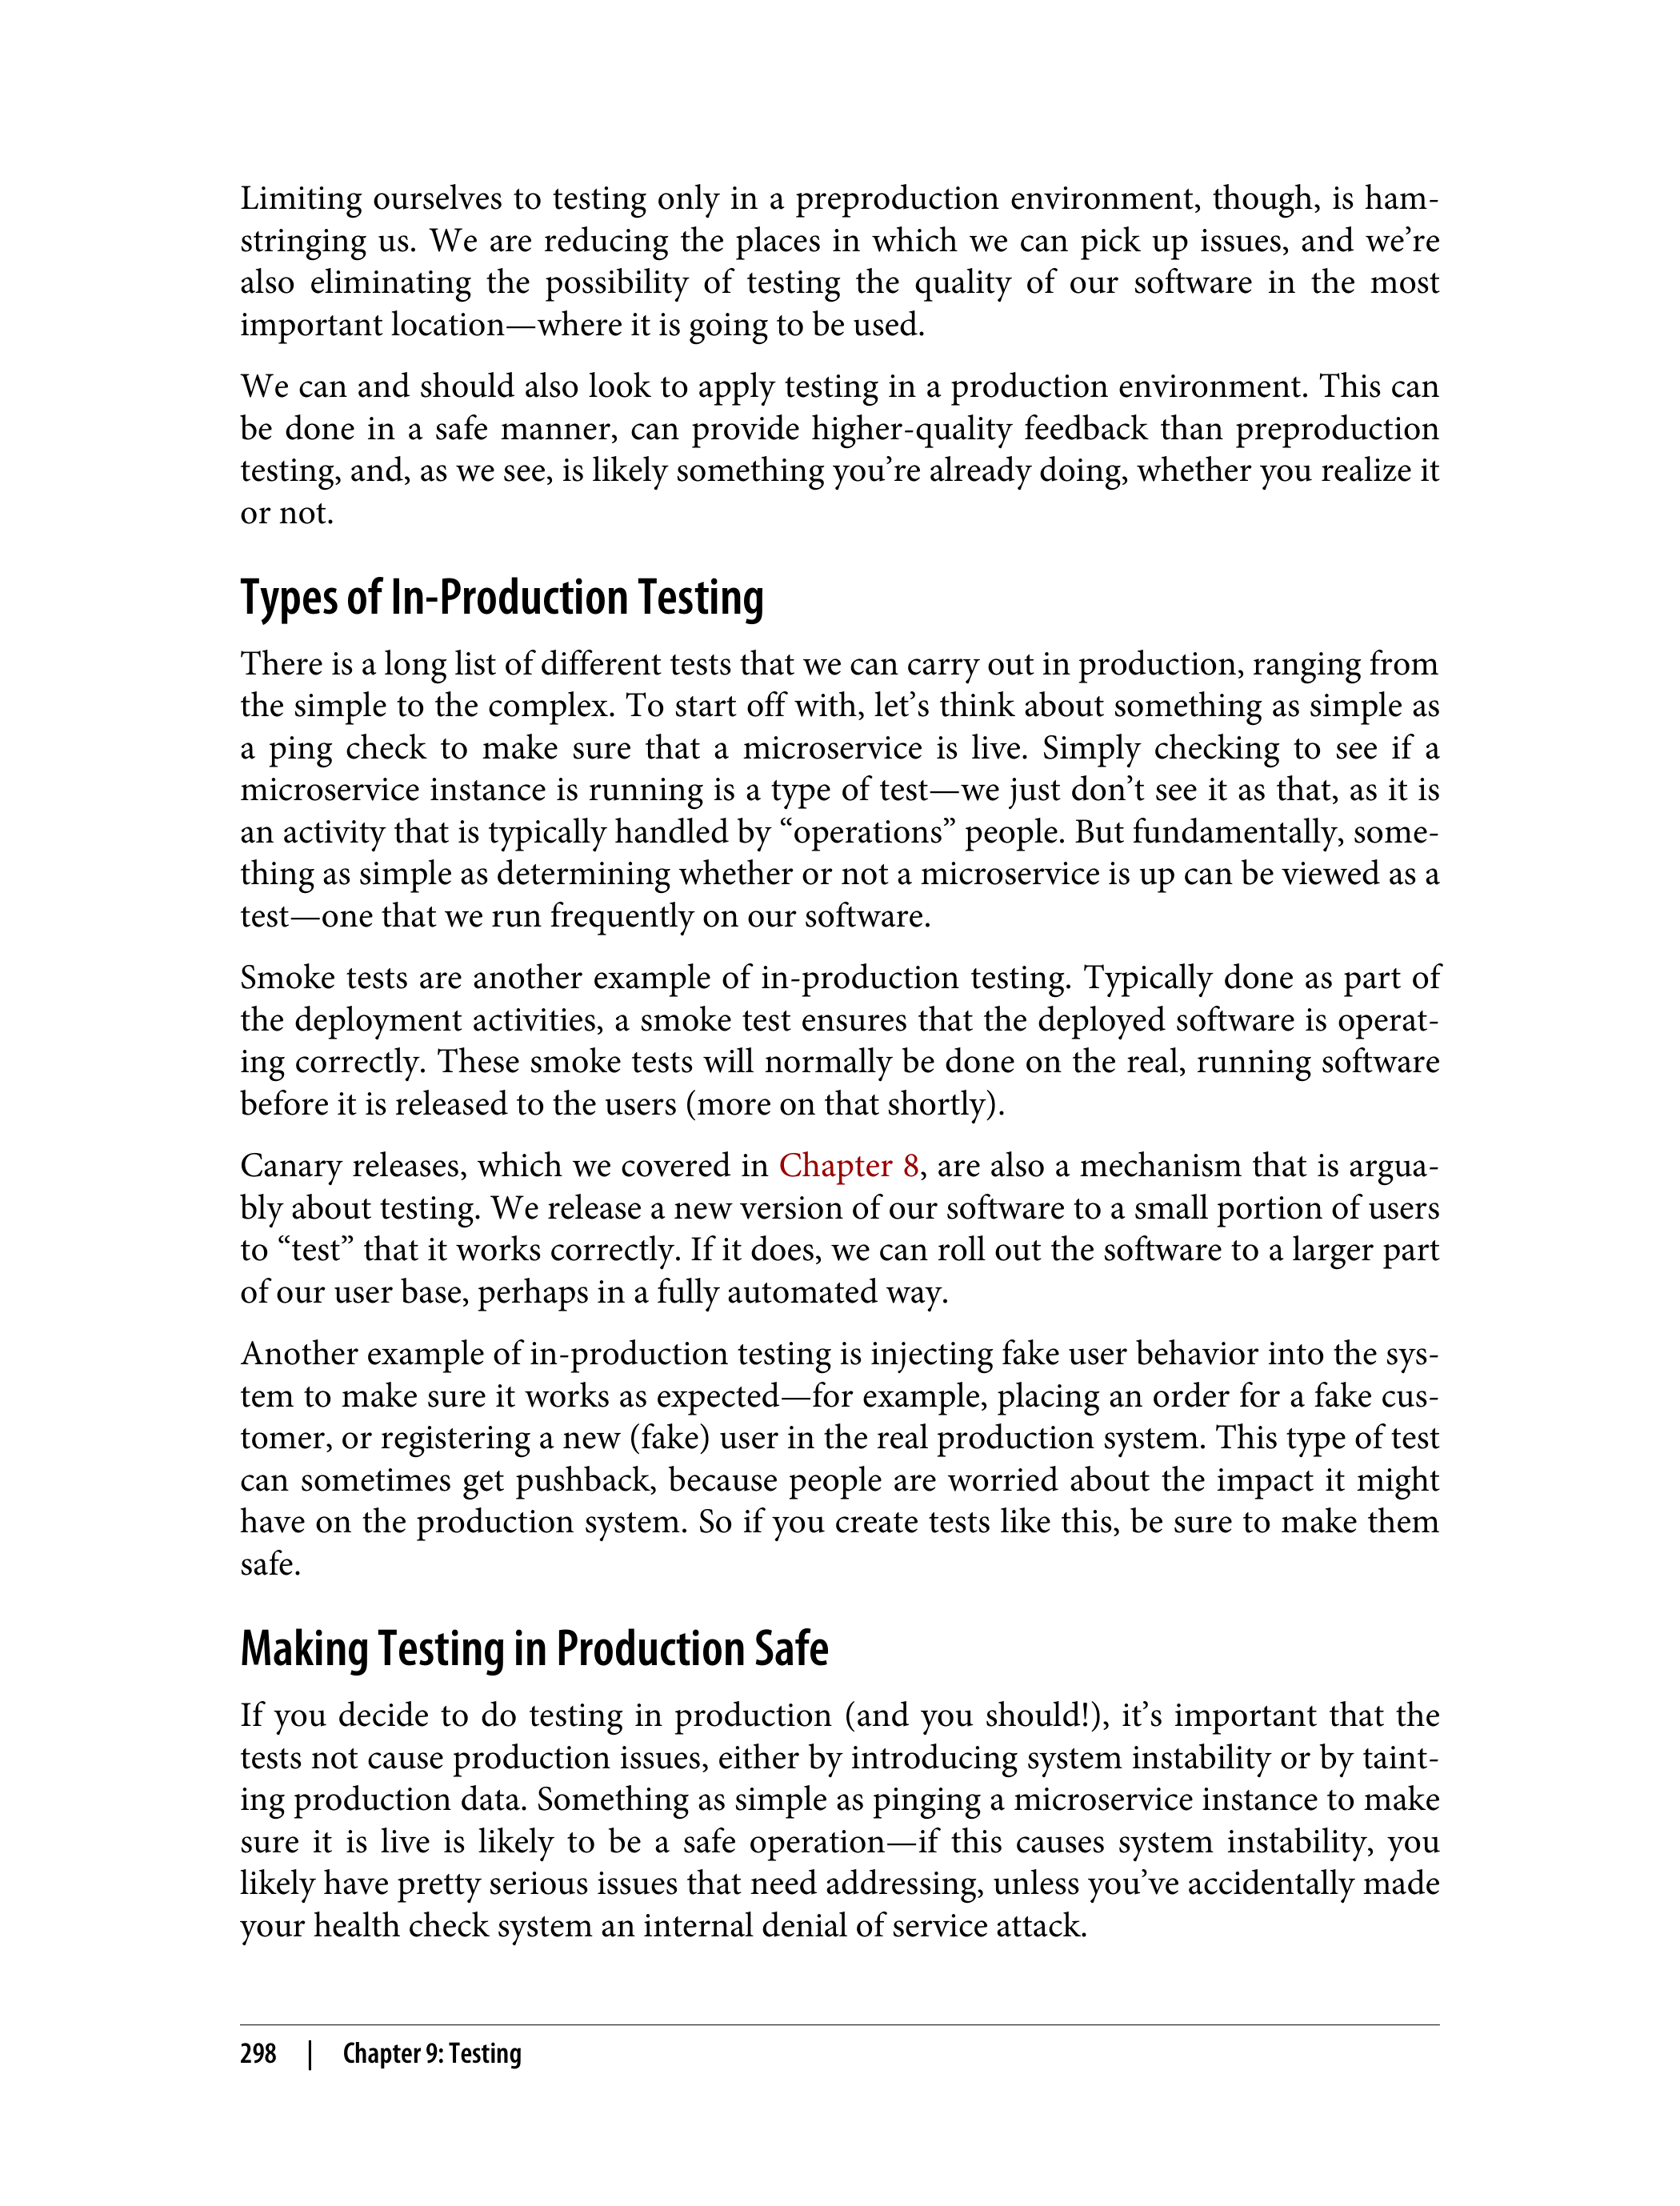 Limiting ourselves to testing only in a preproduction environment, though, is ham-
stringing us. We are reducing the places in which we can pick up issues, and we’re
also eliminating the possibility of testing the quality of our software in the most
important location—where it is going to be used.
We can and should also look to apply testing in a production environment. This can
be done in a safe manner, can provide higher-quality feedback than preproduction
testing, and, as we see, is likely something you’re already doing, whether you realize it
or not.
Types of In-Production Testing
There is a long list of different tests that we can carry out in production, ranging from
the simple to the complex. To start off with, let’s think about something as simple as
a ping check to make sure that a microservice is live. Simply checking to see if a
microservice instance is running is a type of test—we just don’t see it as that, as it is
an activity that is typically handled by “operations” people. But fundamentally, some-
thing as simple as determining whether or not a microservice is up can be viewed as a
test—one that we run frequently on our software.
Smoke tests are another example of in-production testing. Typically done as part of
the deployment activities, a smoke test ensures that the deployed software is operat-
ing correctly. These smoke tests will normally be done on the real, running software
before it is released to the users (more on that shortly).
Canary releases, which we covered in Chapter 8, are also a mechanism that is argua-
bly about testing. We release a new version of our software to a small portion of users
to “test” that it works correctly. If it does, we can roll out the software to a larger part
of our user base, perhaps in a fully automated way.
Another example of in-production testing is injecting fake user behavior into the sys-
tem to make sure it works as expected—for example, placing an order for a fake cus-
tomer, or registering a new (fake) user in the real production system. This type of test
can sometimes get pushback, because people are worried about the impact it might
have on the production system. So if you create tests like this, be sure to make them
safe.
Making Testing in Production Safe
If you decide to do testing in production (and you should!), it’s important that the
tests not cause production issues, either by introducing system instability or by taint-
ing production data. Something as simple as pinging a microservice instance to make
sure it is live is likely to be a safe operation—if this causes system instability, you
likely have pretty serious issues that need addressing, unless you’ve accidentally made
your health check system an internal denial of service attack.
298 | Chapter 9: Testing